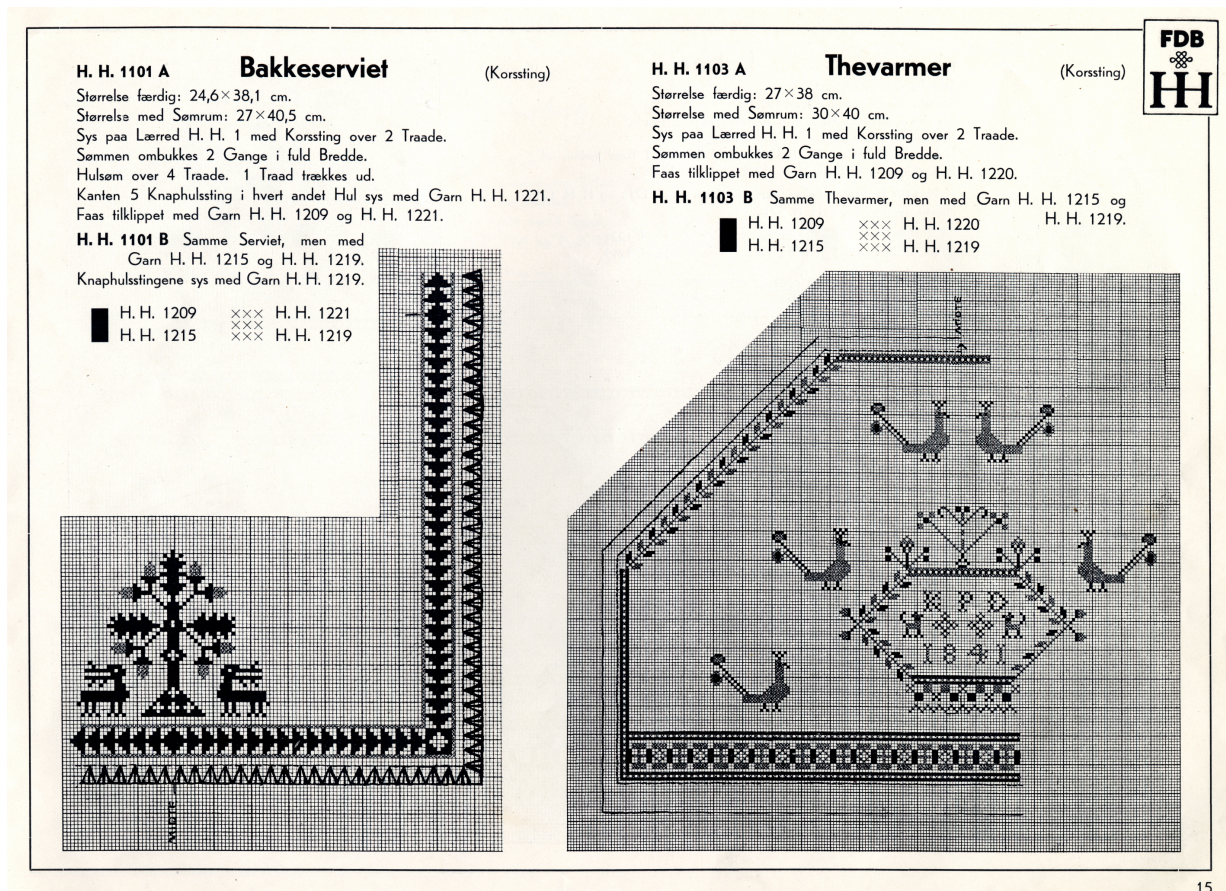 FDB
HH
H. H. 1101 A Bakkeserviet (Korssting)
Størrelse færdig: 24,6×38,1 cm.
Størrelse med Sømrum: 27×40,5 cm.
Sys paa Lærred H. H. 1 med Korssting over 2 Traade.
Sømmen ombukkes 2 Gange i fuld Bredde.
Hulsøm over 4 Traade. 1 Traad trækkes ud.
Kanten 5 Knaphulssting i hvert andet Hul sys med Garn H. H. 1221.
Faas tilklippet med Garn H. H. 1209 og H. H. 1221.
H. H. 1101 B Samme Serviet, men med
Garn H. H. 1215 og H. H. 1219.
Knaphulsstingene sys med Garn H. H. 1219.
H. H. 1209 ××× H. H. 1221
×××
H. H. 1215 ××× H. H. 1219
MIDTE
H. H. 1103 A Thevarmer (Korssting)
Størrelse færdig: 27×38 cm.
Størrelse med Sømrum: 30×40 cm.
Sys paa Lærred H. H. 1 med Korssting over 2 Traade.
Sømmen ombukkes 2 Gange i fuld Bredde.
Faas tilklippet med Garn H. H. 1209 og H. H. 1220.
H. H. 1103 B Samme Thevarmer, men med Garn H. H. 1215 og
H. H. 1219.
H. H. 1209 ××× H. H. 1220
×××
H. H. 1215 ××× H. H. 1219
MIDTE
K P D
1841
15